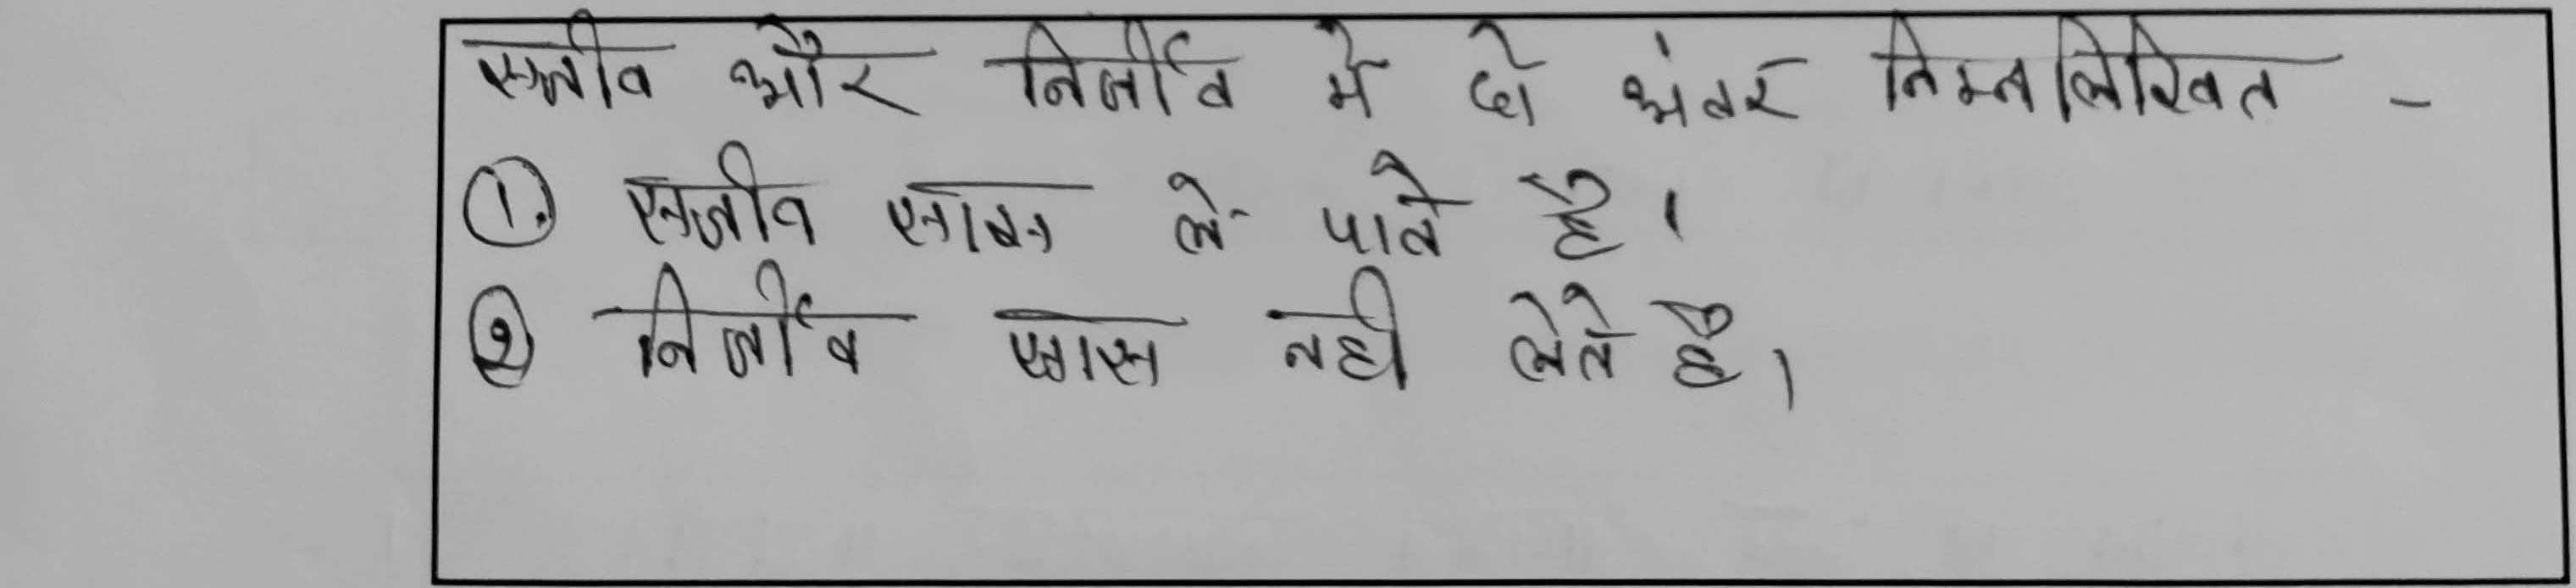 सजीव और निर्जीव में दो अंतर निम्नलिखित -
① सजीव सास ले पाते है।
② निर्जीव सास नही लेते है।